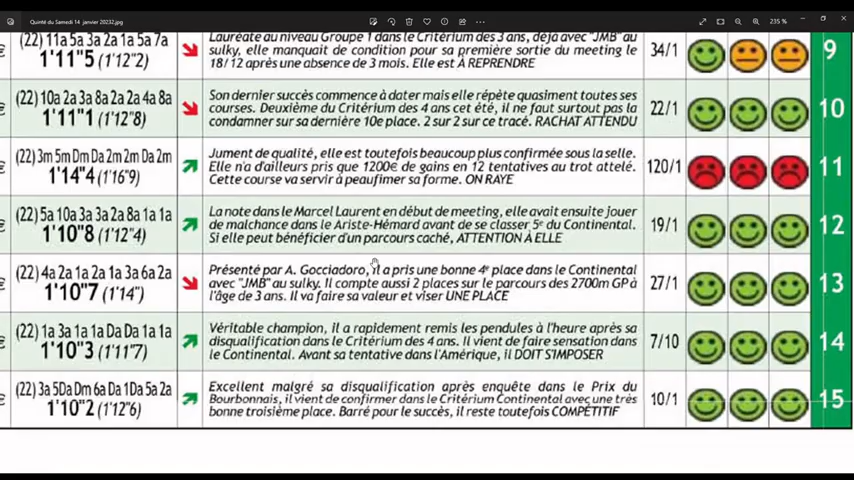 Quinté du Samedi 14 janvier 20232.jpg
235 %
(22) 11a 5a 3a 2a 1a 5a 7a
1'11"5 (1'12"2)
Lauréate au niveau Groupe 1 dans le Critérium des 3 ans, déjà avec "JMB" au
sulky, elle manquait de condition pour sa première sortie du meeting le
18/12 après une absence de 3 mois. Elle est À REPRENDRE
34/1
9
(22) 10a 2a 3a 8a 2a 2a 4a 8a
1'11"1 (1'12"8)
Son dernier succès commence à dater mais elle répète quasiment toutes ses
courses. Deuxième du Critérium des 4 ans cet été, il ne faut surtout pas la
condamner sur sa dernière 10e place. 2 sur 2 sur ce tracé. RACHAT ATTENDU
22/1
10
(22) 3m 5m Dm Da 2m 2m Da 2m
1'14"4 (1'16"9)
Jument de qualité, elle est toutefois beaucoup plus confirmée sous la selle.
Elle n'a d'ailleurs pris que 1200€ de gains en 12 tentatives au trot attelé.
Cette course va servir à peaufimer sa forme. ON RAYE
120/1
11
(22) 5a 10a 3a 3a 2a 8a 1a 1a
1'10"8 (1'12"4)
La note dans le Marcel Laurent en début de meeting, elle avait ensuite jouer
de malchance dans le Ariste-Hémard avant de se classer 5e du Continental.
Si elle peut bénéficier d'un parcours caché, ATTENTION À ELLE
19/1
12
(22) 4a 2a 1a 2a 1a 3a 6a 2a
1'10"7 (1'14")
Présenté par A. Gocciadoro, il a pris une bonne 4e place dans le Continental
avec "JMB" au sulky. Il compte aussi 2 places sur le parcours des 2700m GP à
l'âge de 3 ans. Il va faire sa valeur et viser UNE PLACE
27/1
13
(22) 1a 3a 1a 1a Da Da 1a 1a
1'10"3 (1'11"7)
Véritable champion, il a rapidement remis les pendules à l'heure après sa
disqualification dans le Critérium des 4 ans. Il vient de faire sensation dans
le Continental. Avant sa tentative dans l'Amérique, il DOIT S'IMPOSER
7/10
14
(22) 3a 5Da Dm 6a Da 1Da 5a 2a
1'10"2 (1'12"6)
Excellent malgré sa disqualification après enquête dans le Prix du
Bourbonnais, il vient de confirmer dans le Critérium Continental avec une très
bonne troisième place. Barré pour le succès, il reste toutefois COMPÉTITIF
10/1
15